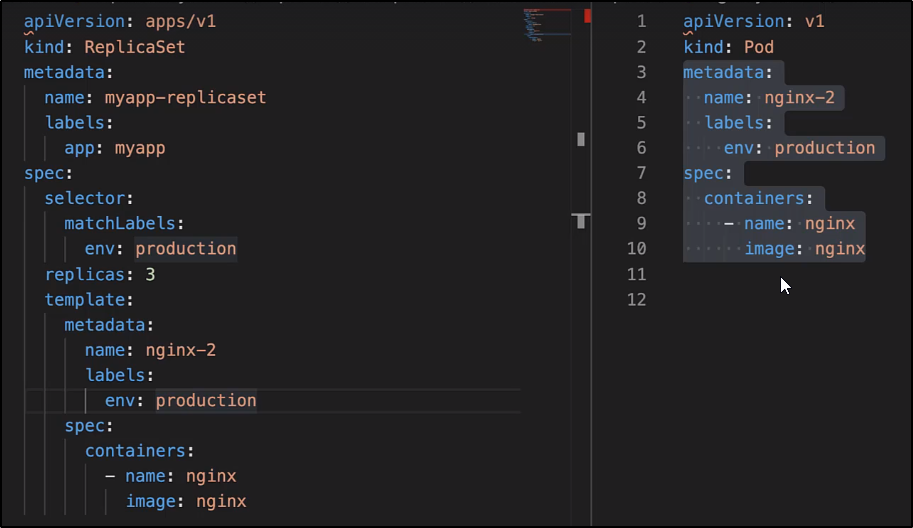 apiVersion: apps/v1
kind: ReplicaSet
metadata:
  name: myapp-replicaset
  labels:
    app: myapp
spec:
  selector:
    matchLabels:
      env: production
  replicas: 3
  template:
    metadata:
      name: nginx-2
      labels:
        env: production
    spec:
      containers:
        - name: nginx
          image: nginx
1 apiVersion: v1
2 kind: Pod
3 metadata:
4   name: nginx-2
5   labels:
6     env: production
7 spec:
8   containers:
9     - name: nginx
10       image: nginx
11
12